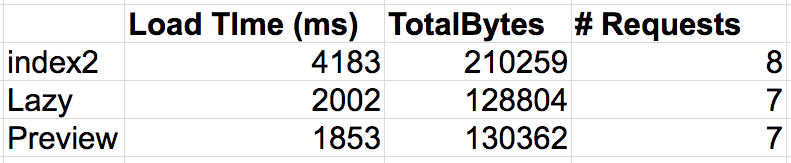 Load TIme (ms) TotalBytes # Requests
index2 4183 210259 8
Lazy 2002 128804 7
Preview 1853 130362 7